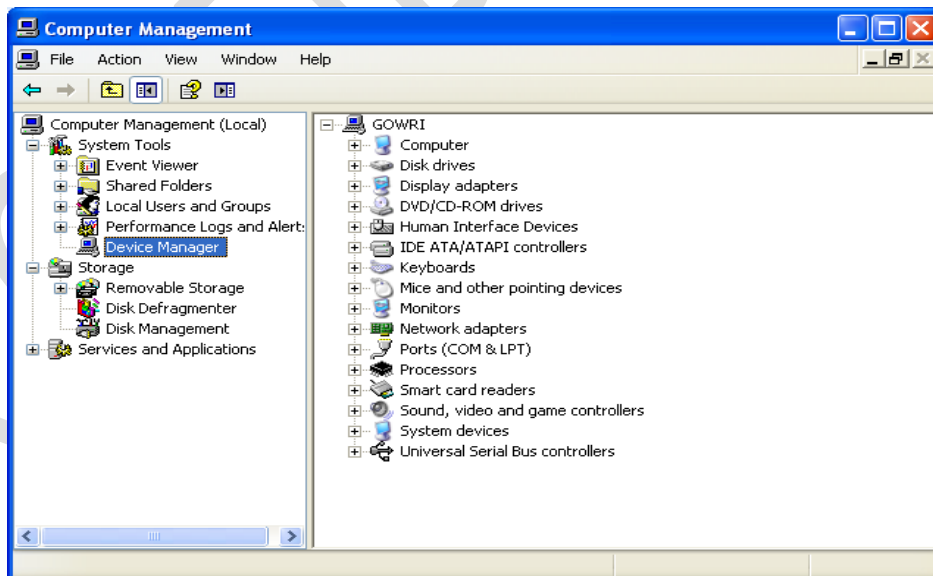 Computer Management
File Action View Window Help
Computer Management (Local)
System Tools
Event Viewer
Shared Folders
Local Users and Groups
Performance Logs and Alert:
Device Manager
Storage
Removable Storage
Disk Defragmenter
Disk Management
Services and Applications
GOWRI
Computer
Disk drives
Display adapters
DVD/CD-ROM drives
Human Interface Devices
IDE ATA/ATAPI controllers
Keyboards
Mice and other pointing devices
Monitors
Network adapters
Ports (COM & LPT)
Processors
Smart card readers
Sound, video and game controllers
System devices
Universal Serial Bus controllers